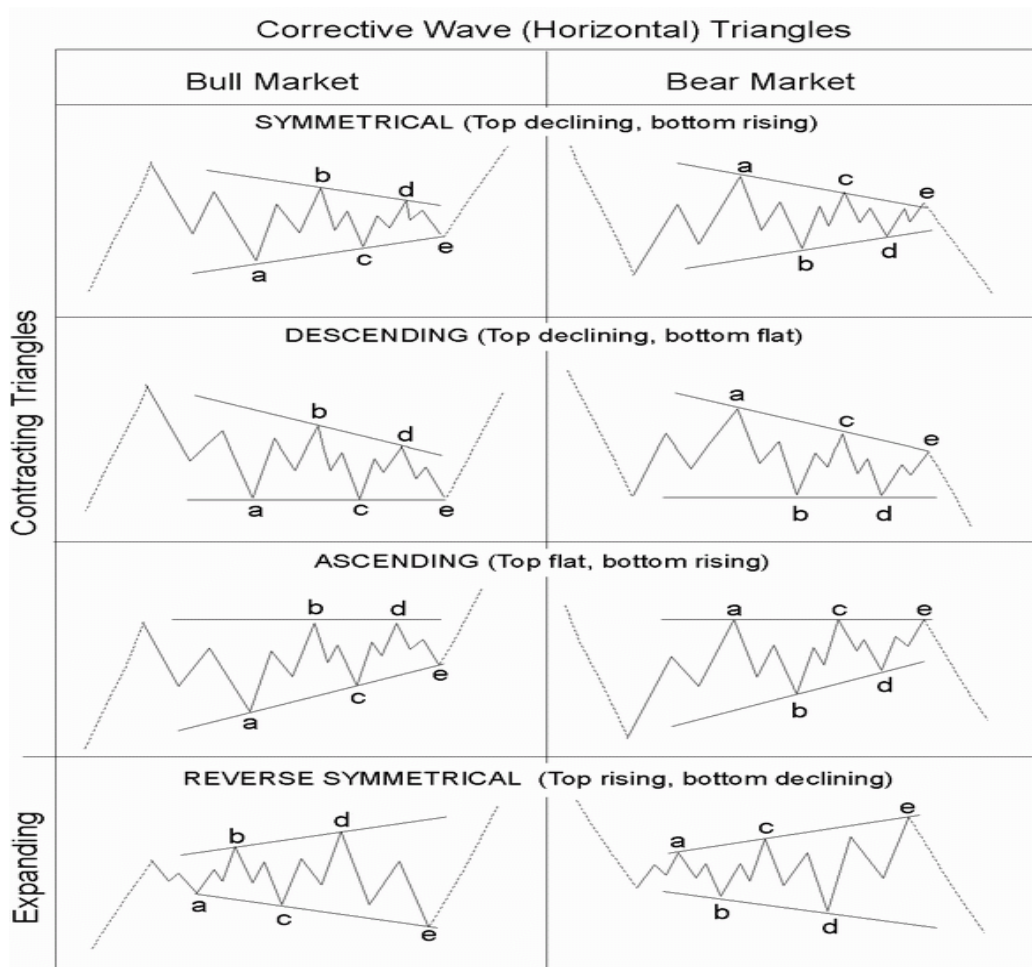 Corrective Wave (Horizontal) Triangles
Bull Market
Bear Market
Contracting Triangles
SYMMETRICAL (Top declining, bottom rising)
b
d
a
c
e
a
c
e
b
d
DESCENDING (Top declining, bottom flat)
b
d
a
c
e
a
c
e
b
d
ASCENDING (Top flat, bottom rising)
b
d
a
c
e
a
c
e
b
d
Expanding
REVERSE SYMMETRICAL (Top rising, bottom declining)
b
d
a
c
e
a
c
e
b
d